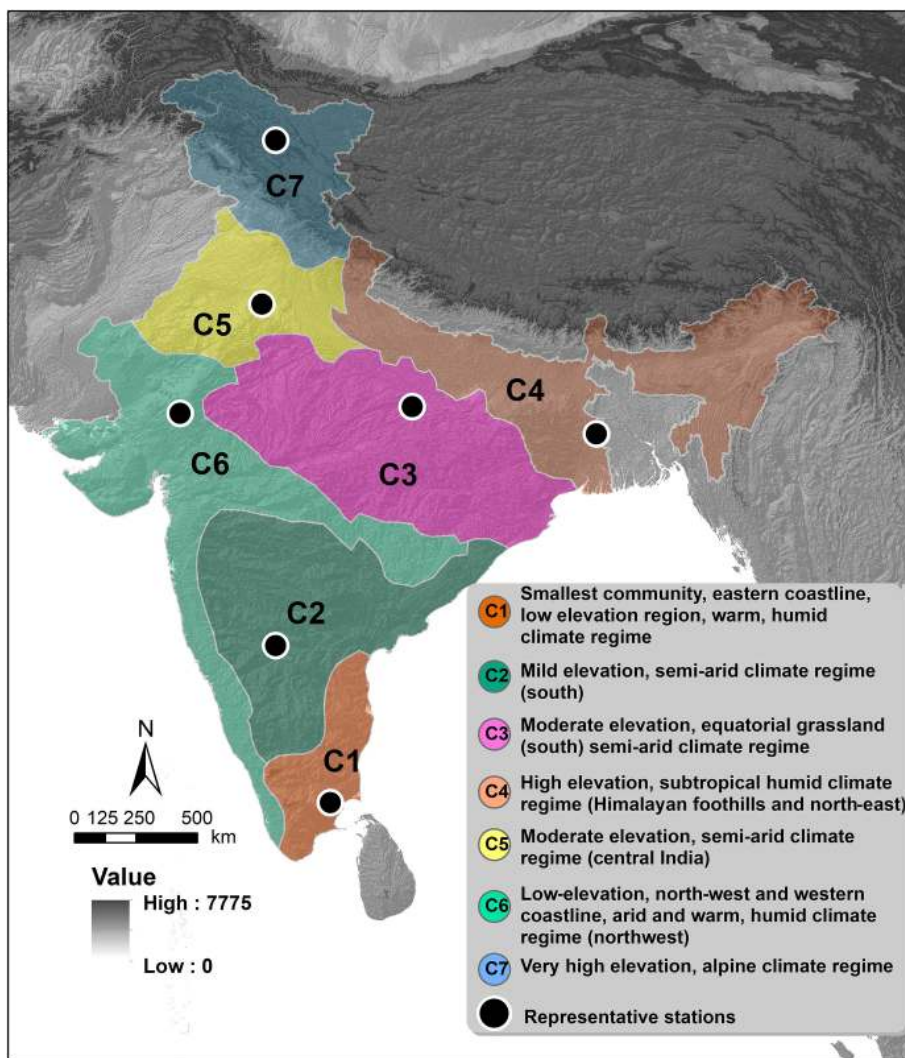 C7
C5
C4
C6
C3
C2
C1
N
0 125 250 500
km
Value
High : 7775
Low : 0
C1 Smallest community, eastern coastline,
low elevation region, warm, humid
climate regime
C2 Mild elevation, semi-arid climate regime
(south)
C3 Moderate elevation, equatorial grassland
(south) semi-arid climate regime
C4 High elevation, subtropical humid climate
regime (Himalayan foothills and north-east)
C5 Moderate elevation, semi-arid climate
regime (central India)
C6 Low-elevation, north-west and western
coastline, arid and warm, humid climate
regime (northwest)
C7 Very high elevation, alpine climate regime
Representative stations